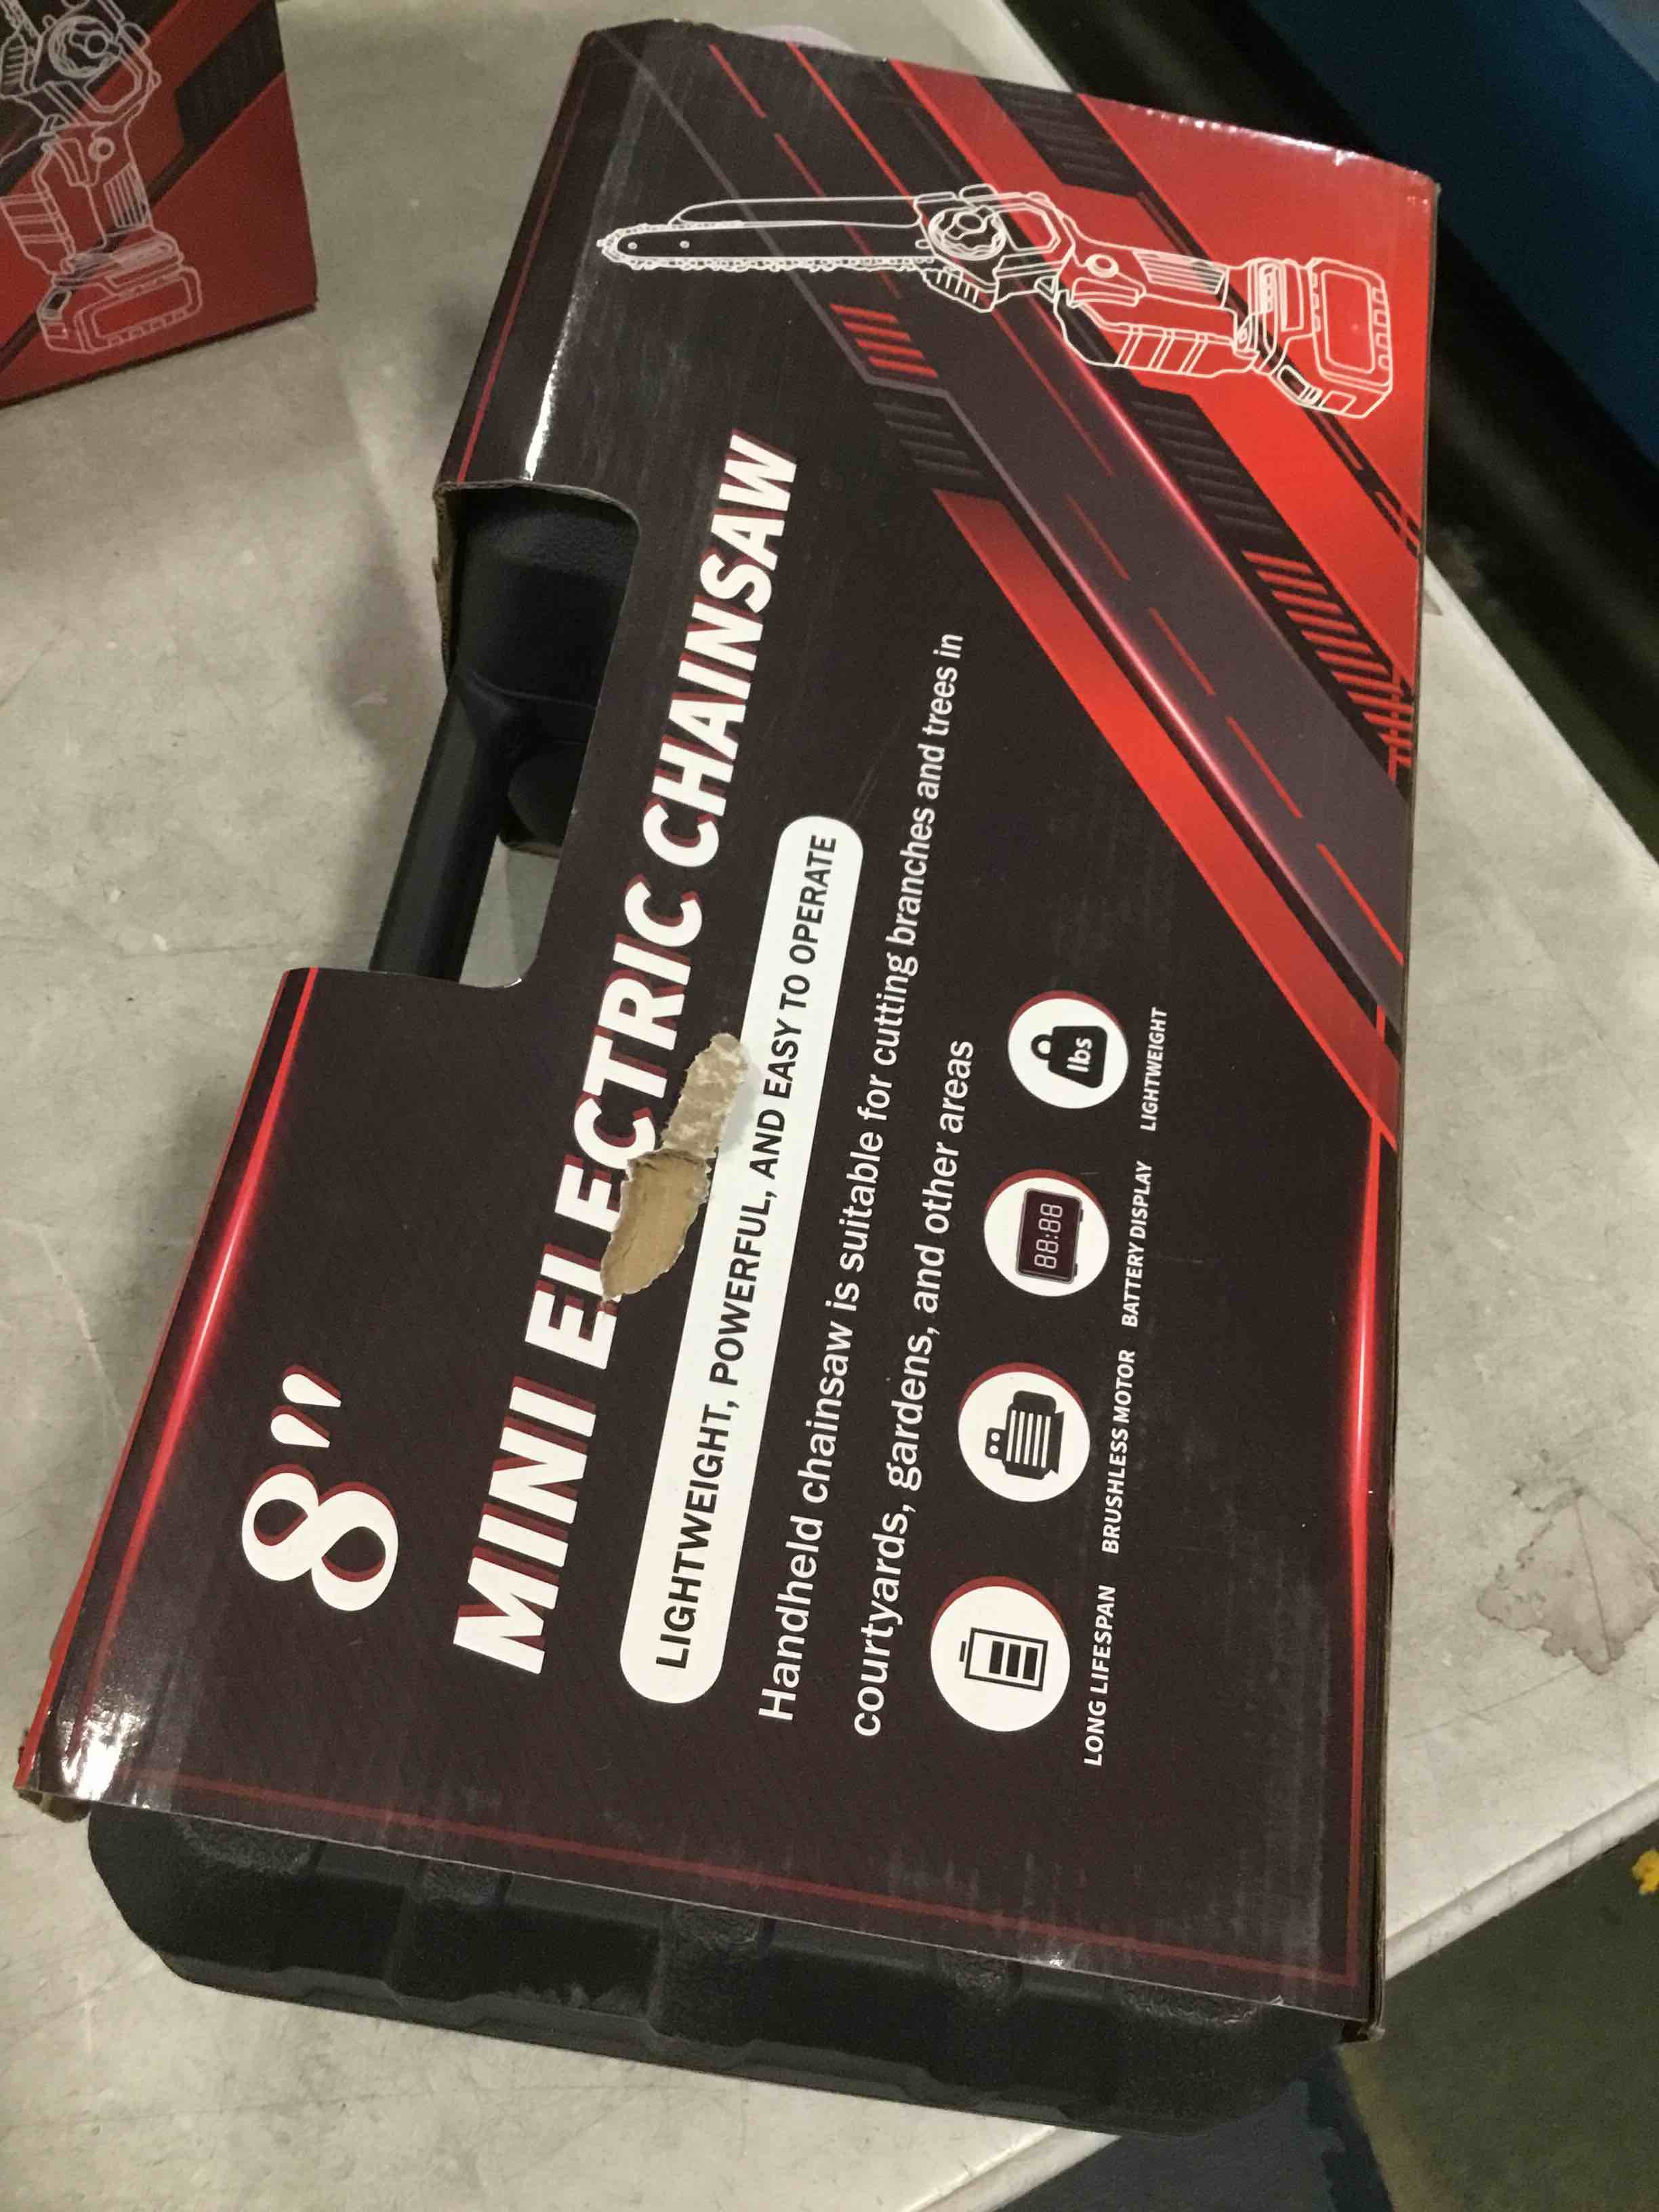 8"
MINI ELECTRIC CHAINSAW
LIGHTWEIGHT, POWERFUL, AND EASY TO OPERATE
Handheld chainsaw is suitable for cutting branches and trees in
courtyards, gardens, and other areas
88:88
lbs
LONG LIFESPAN
BRUSHLESS MOTOR
BATTERY DISPLAY
LIGHTWEIGHT